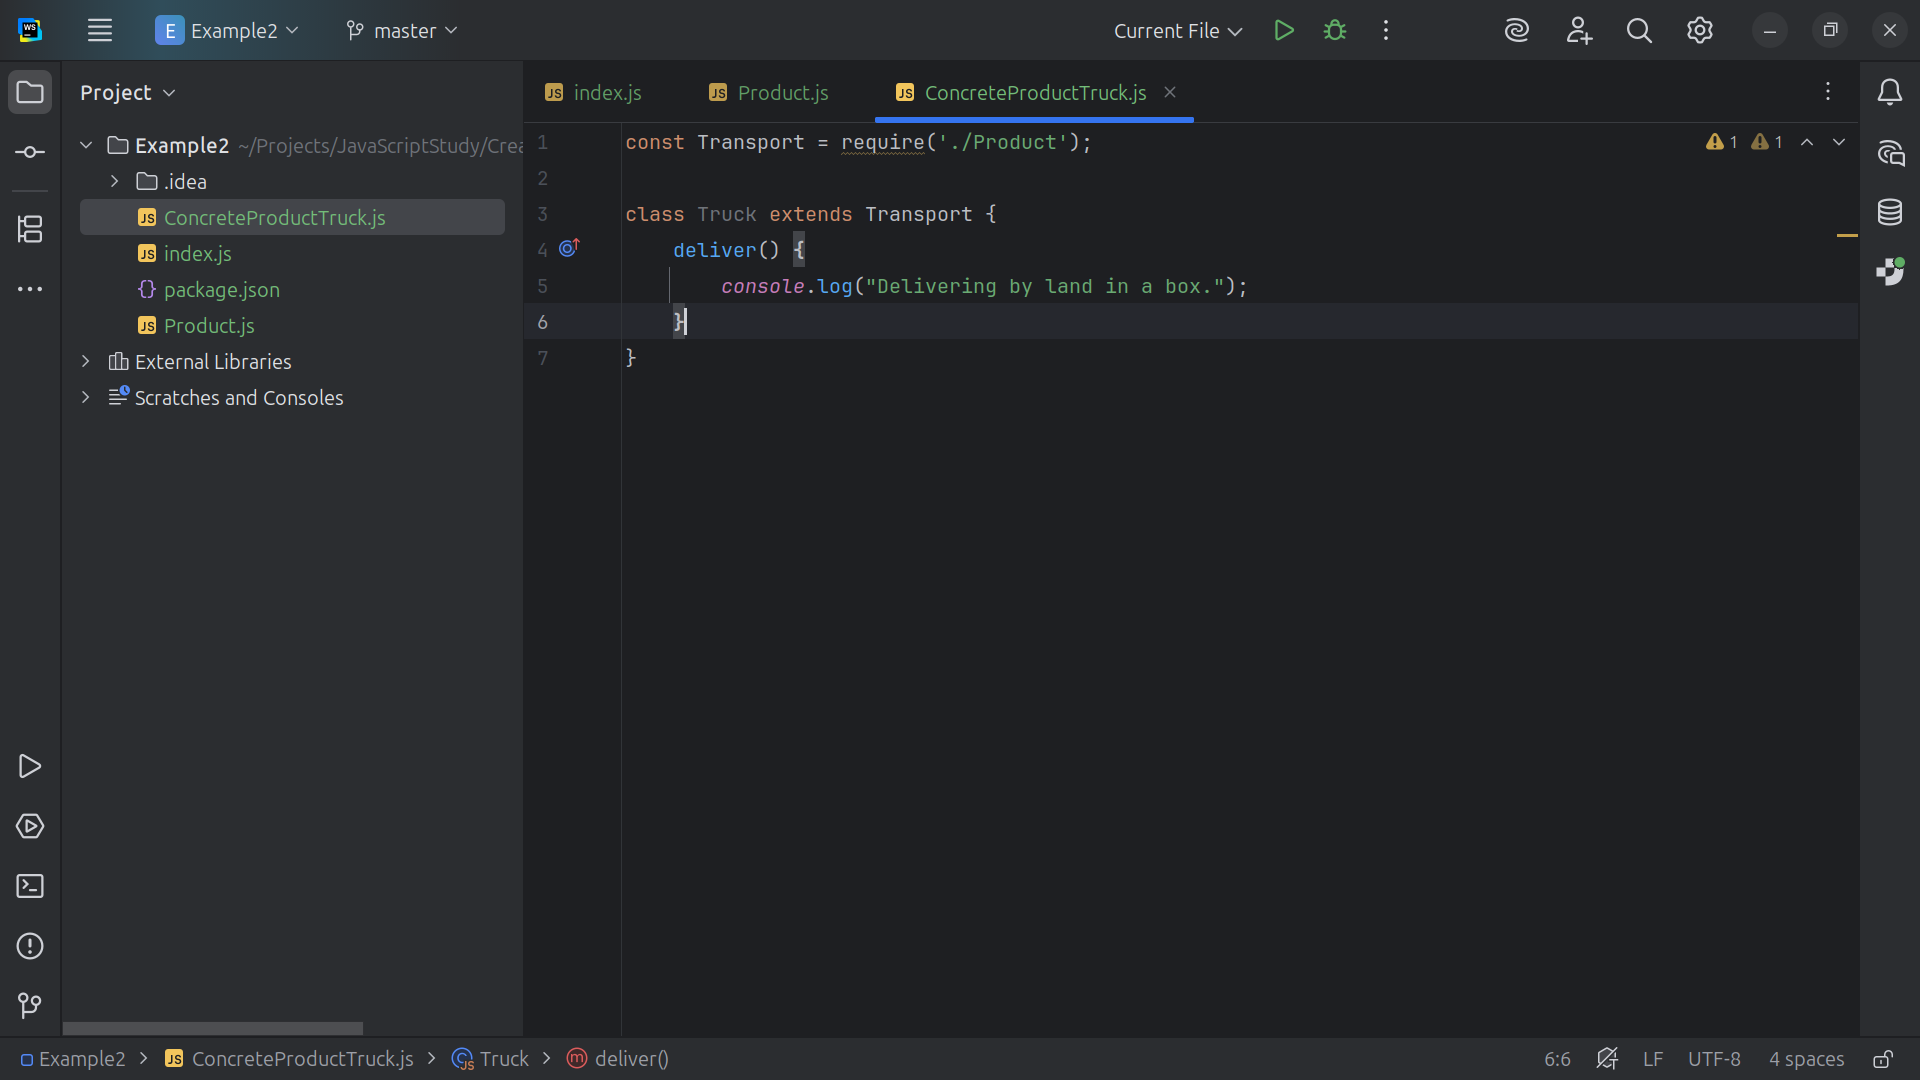 WS
E Example2
master
Current File
Project
index.js
Product.js
ConcreteProductTruck.js
Example2 ~/Projects/JavaScriptStudy/Crea
.idea
ConcreteProductTruck.js
index.js
package.json
Product.js
External Libraries
Scratches and Consoles
1 const Transport = require('./Product');
2
3 class Truck extends Transport {
4     deliver() {
5         console.log("Delivering by land in a box.");
6     }
7 }
1 1
Example2 > ConcreteProductTruck.js > Truck > deliver()
6:6 LF UTF-8 4 spaces